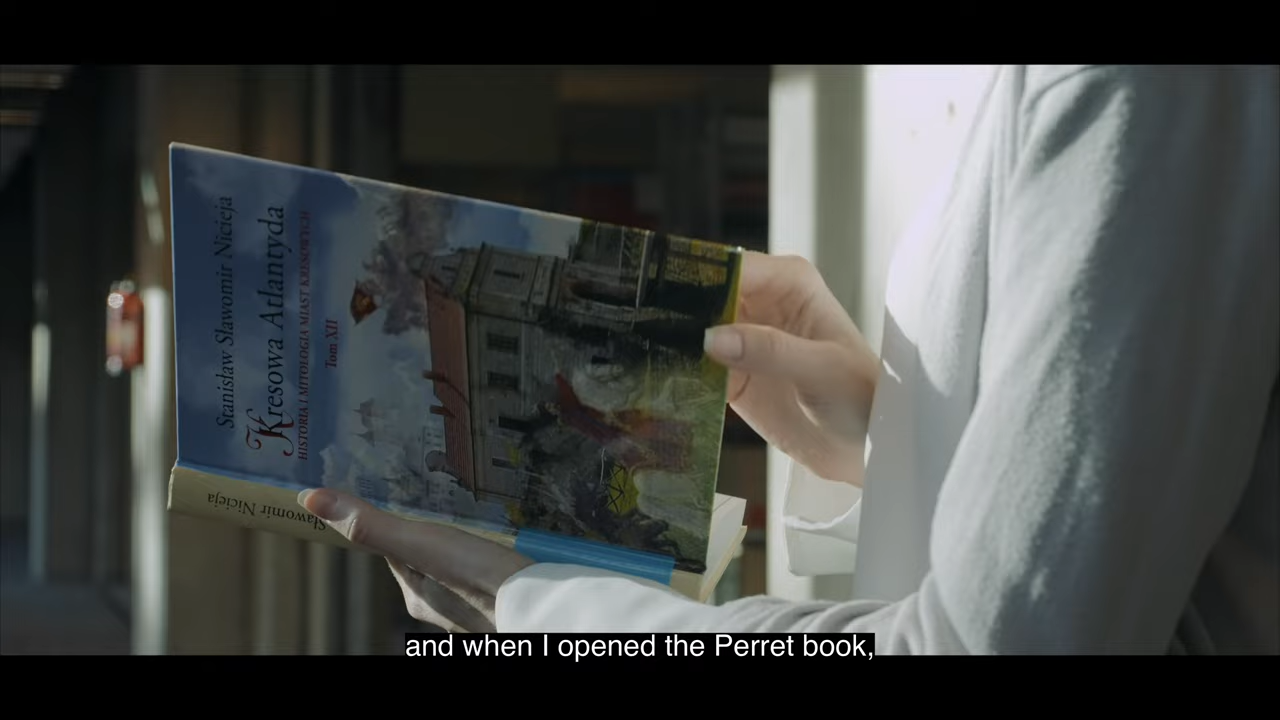 Stanisław Sławomir Nicieja
Kresowa Atlantyda
HISTORIA I MITOLOGIA MIAST KRESOWYCH
Tom XII
Sławomir Nicieja
and when I opened the Perret book,